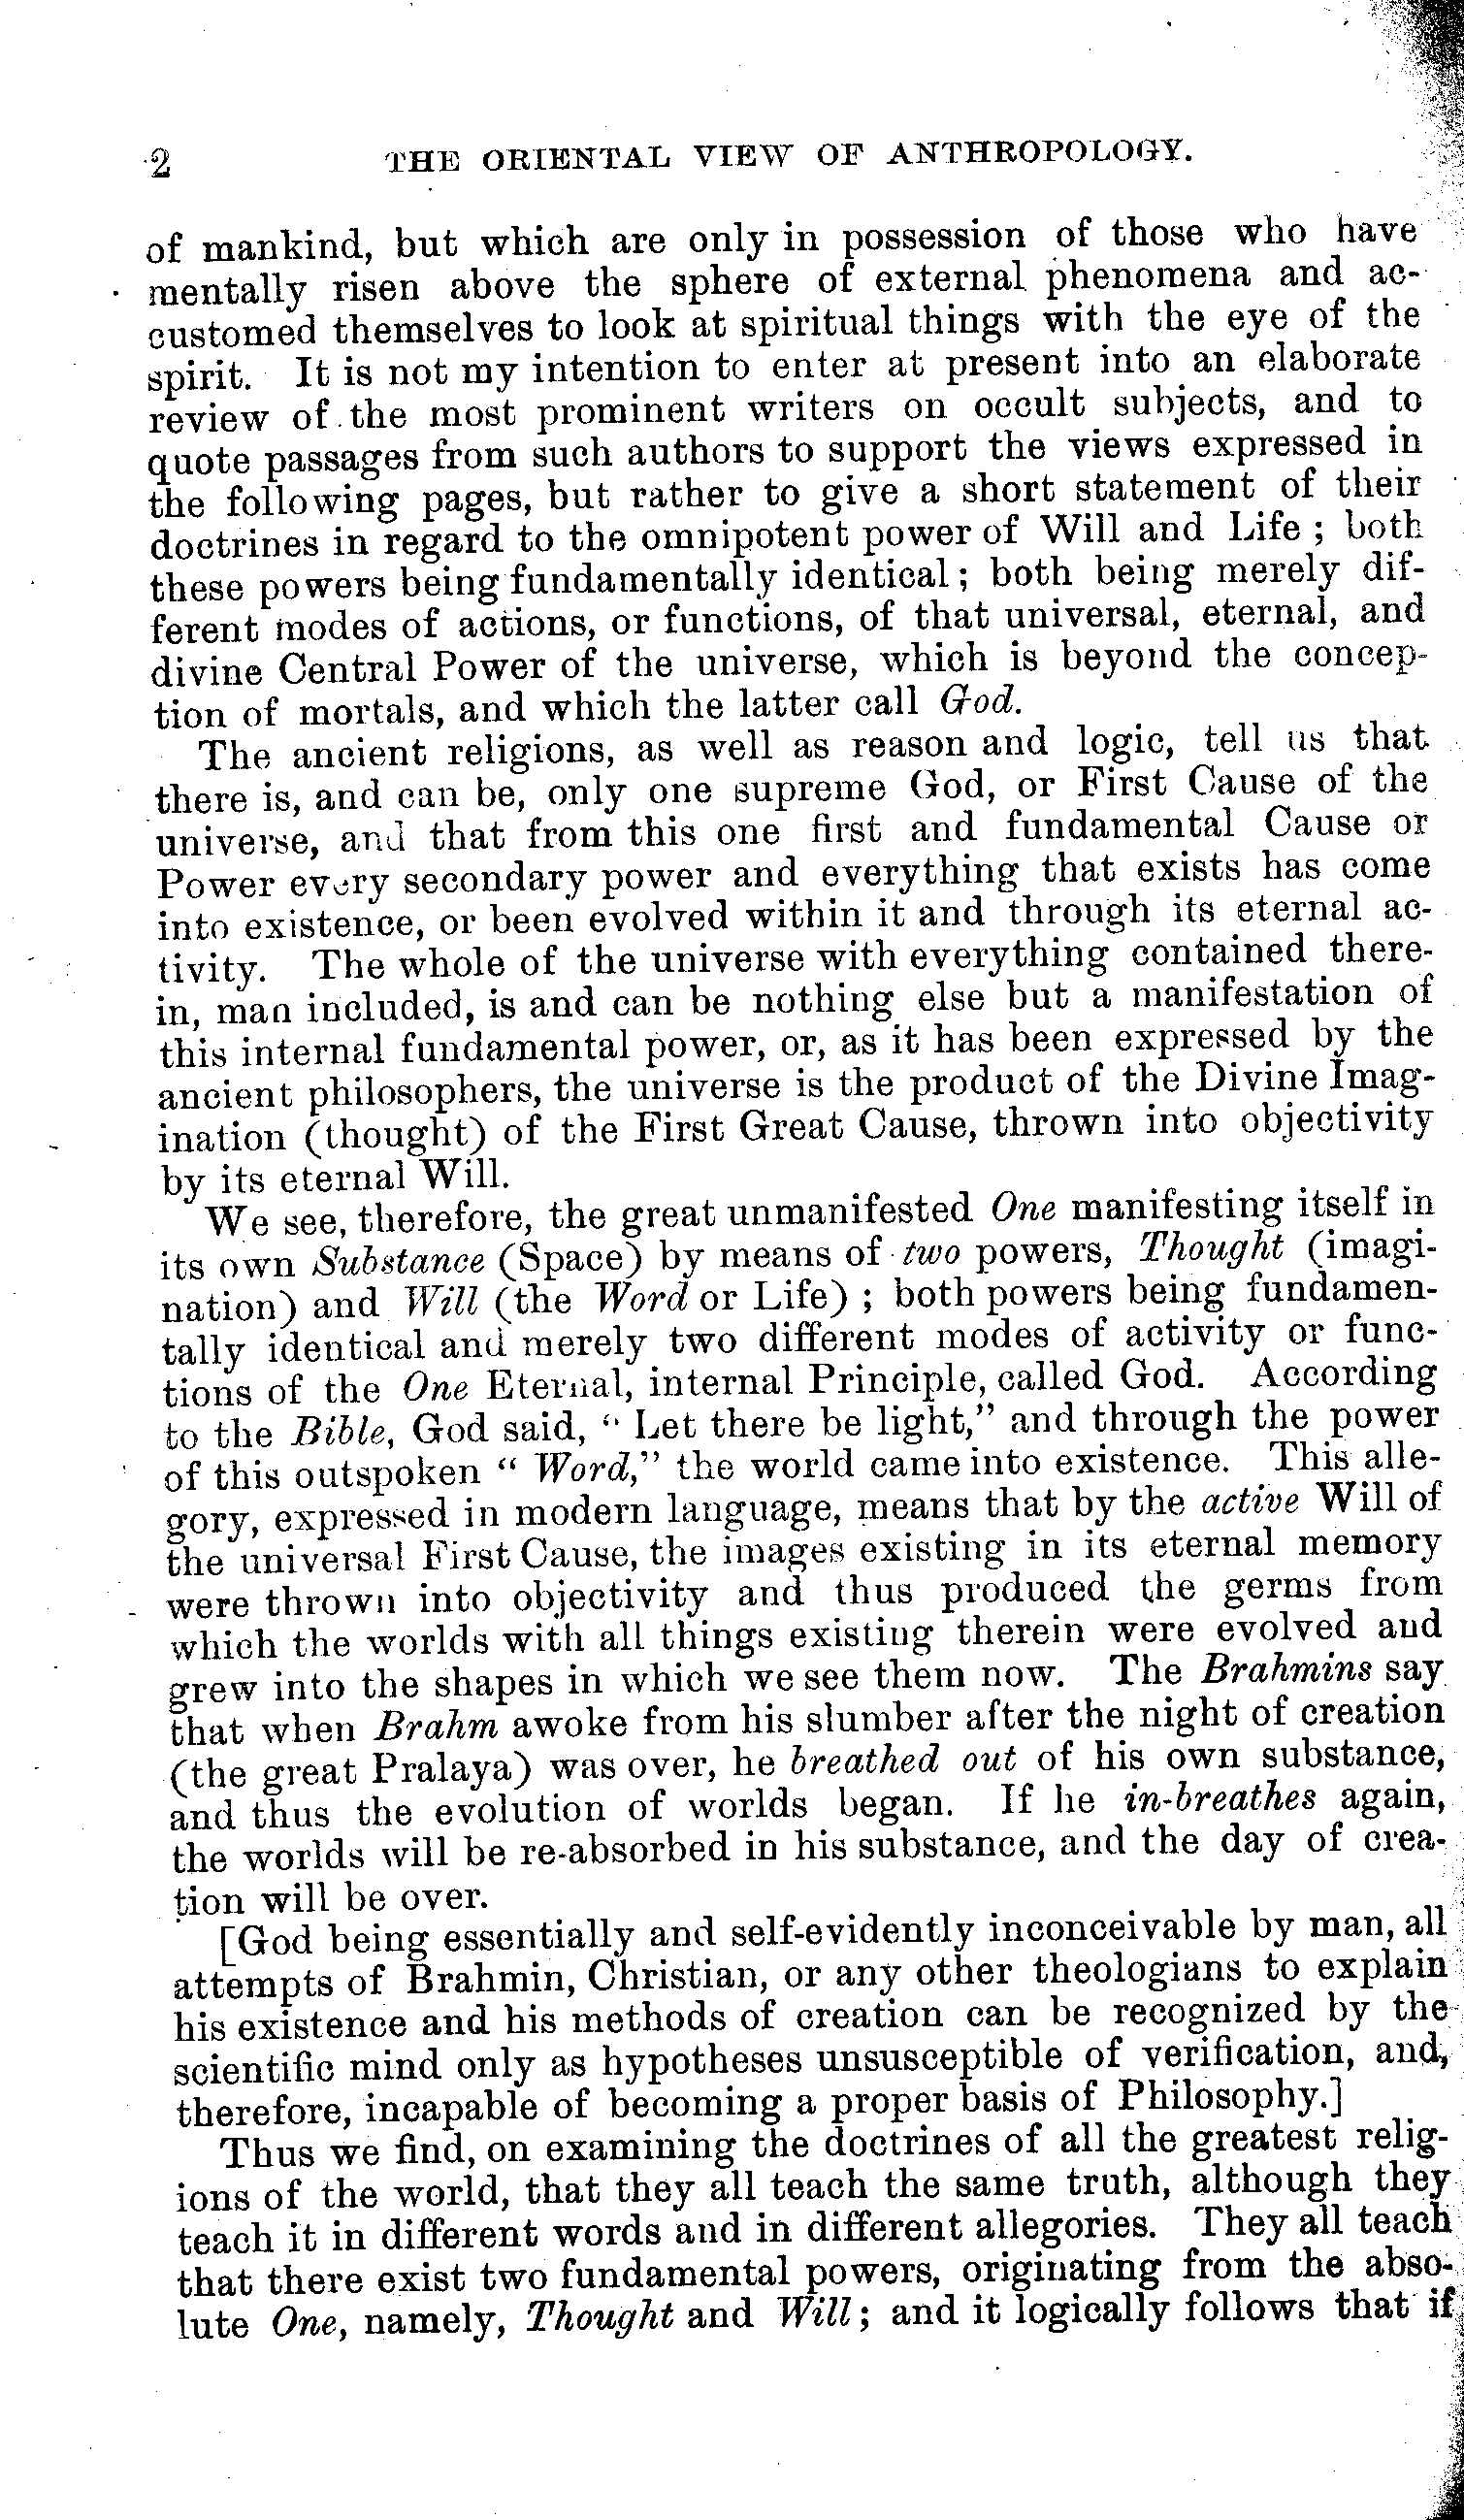 2 THE ORIENTAL VIEW OF ANTHROPOLOGY.
of mankind, but which are only in possession of those who have
mentally risen above the sphere of external phenomena and ac-
customed themselves to look at spiritual things with the eye of the
spirit. It is not my intention to enter at present into an elaborate
review of the most prominent writers on occult subjects, and to
quote passages from such authors to support the views expressed in
the following pages, but rather to give a short statement of their
doctrines in regard to the omnipotent power of Will and Life ; both
these powers being fundamentally identical ; both being merely dif-
ferent modes of actions, or functions, of that universal, eternal, and
divine Central Power of the universe, which is beyond the concep-
tion of mortals, and which the latter call God.
The ancient religions, as well as reason and logic, tell us that
there is, and can be, only one supreme God, or First Cause of the
universe, and that from this one first and fundamental Cause or
Power every secondary power and everything that exists has come
into existence, or been evolved within it and through its eternal ac-
tivity. The whole of the universe with everything contained there-
in, man included, is and can be nothing else but a manifestation of
this internal fundamental power, or, as it has been expressed by the
ancient philosophers, the universe is the product of the Divine Imag-
ination (thought) of the First Great Cause, thrown into objectivity
by its eternal Will.
We see, therefore, the great unmanifested One manifesting itself in
its own Substance (Space) by means of two powers, Thought (imagi-
nation) and Will (the Word or Life) ; both powers being fundamen-
tally identical and merely two different modes of activity or func-
tions of the One Eternal, internal Principle, called God. According
to the Bible, God said, “ Let there be light,” and through the power
of this outspoken “ Word,” the world came into existence. This alle-
gory, expressed in modern language, means that by the active Will of
the universal First Cause, the images existing in its eternal memory
were thrown into objectivity and thus produced the germs from
which the worlds with all things existing therein were evolved and
grew into the shapes in which we see them now. The Brahmins say
that when Brahm awoke from his slumber after the night of creation
(the great Pralaya) was over, he breathed out of his own substance,
and thus the evolution of worlds began. If he in-breathes again,
the worlds will be re-absorbed in his substance, and the day of crea-
tion will be over.
[God being essentially and self-evidently inconceivable by man, all
attempts of Brahmin, Christian, or any other theologians to explain
his existence and his methods of creation can be recognized by the
scientific mind only as hypotheses unsusceptible of verification, and,
therefore, incapable of becoming a proper basis of Philosophy.]
Thus we find, on examining the doctrines of all the greatest relig-
ions of the world, that they all teach the same truth, although they
teach it in different words and in different allegories. They all teach
that there exist two fundamental powers, originating from the abso-
lute One, namely, Thought and Will ; and it logically follows that if